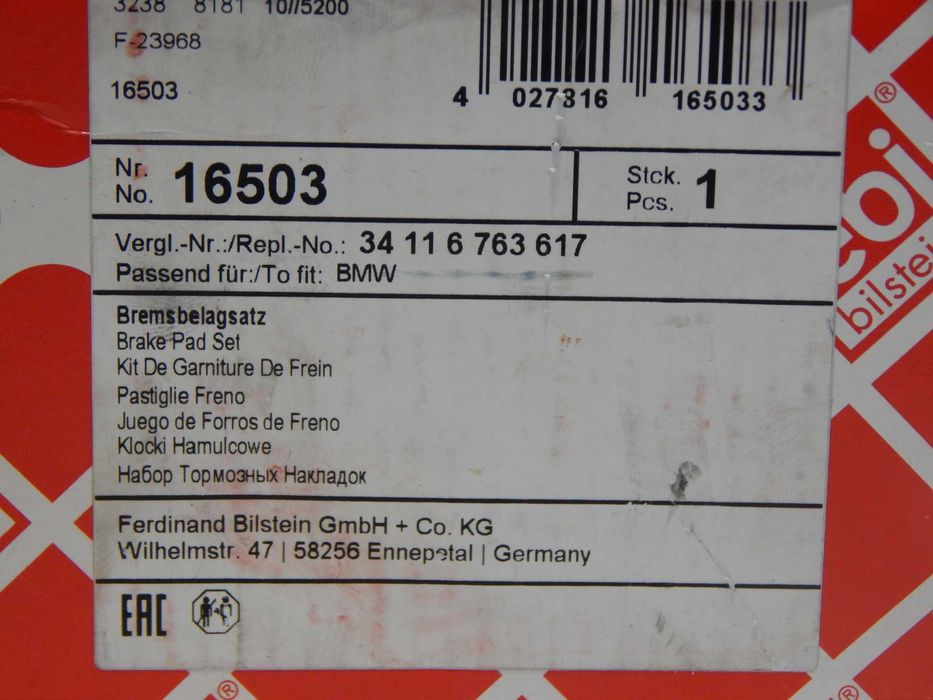 3238 8181 10//5200
F-23968
16503
4 027816 165033
Nr. 16503
No.
Stck. 1
Pcs.
Vergl.-Nr.:/Repl.-No.: 34 11 6 763 617
Passend für:/To fit: BMW
Bremsbelagsatz
Brake Pad Set
Kit De Garniture De Frein
Pastiglie Freno
Juego de Forros de Freno
Klocki Hamulcowe
Набор Тормозных Накладок
Ferdinand Bilstein GmbH + Co. KG
Wilhelmstr. 47 | 58256 Ennepetal | Germany
EAC
®
bilstein
®
®